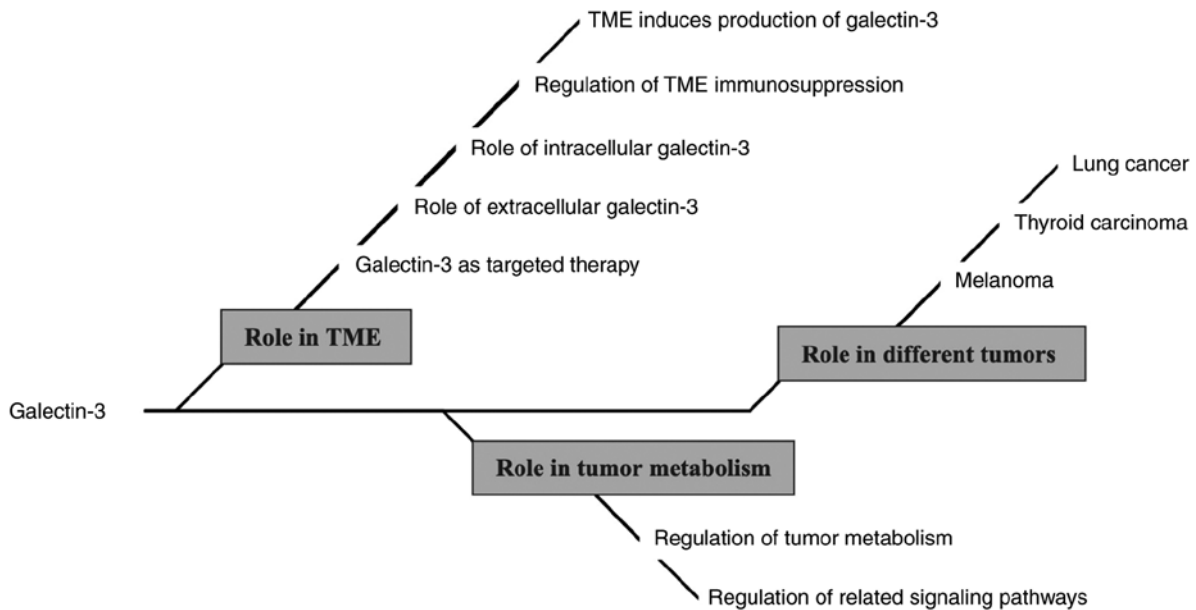 TME induces production of galectin-3
Regulation of TME immunosuppression
Role of intracellular galectin-3
Role of extracellular galectin-3
Galectin-3 as targeted therapy
Role in TME
Lung cancer
Thyroid carcinoma
Melanoma
Role in different tumors
Galectin-3
Role in tumor metabolism
Regulation of tumor metabolism
Regulation of related signaling pathways